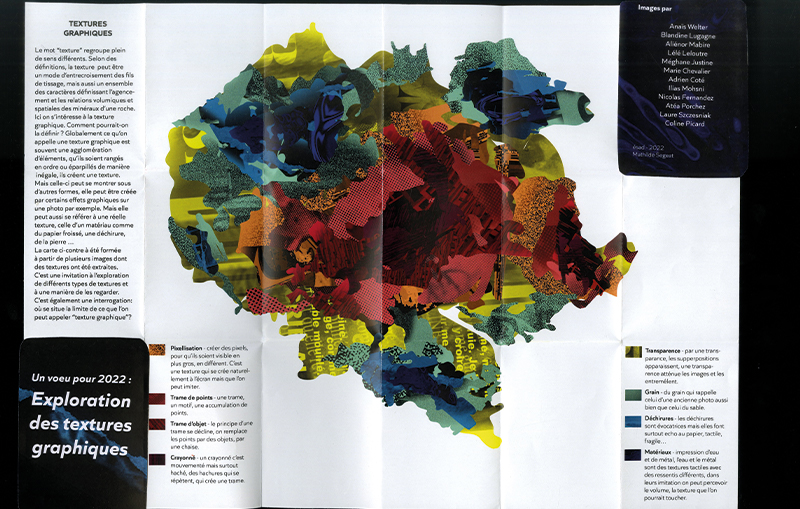 TEXTURES
GRAPHIQUES
Le mot "texture" regroupe plein
de sens différents. Selon des
définitions, la texture peut être
un mode d'entrecroisement des fils
de tissage, mais aussi un ensemble
des caractères définissant l'agence-
ment et les relations volumiques et
spatiales des minéraux d'une roche.
Ici on s'intéresse à la texture
graphique. Comment pourrait-on
la définir ? Globalement ce qu'on
appelle une texture graphique est
souvent une agglomération
d'éléments, qu'ils soient rangés
en ordre ou éparpillés de manière
inégale, ils créent une texture.
Mais celle-ci peut se montrer sous
d'autres formes, elle peut être créée
par certains effets graphiques sur
une photo par exemple. Mais elle
peut aussi se référer à une réelle
texture, celle d'un matériau comme
du papier froissé, une déchirure,
de la pierre ...
La carte ci-contre à été formée
à partir de plusieurs images dont
des textures ont été extraites.
C'est une invitation à l'exploration
de différents types de textures et
à une manière de les regarder.
C'est également une interrogation:
où se situe la limite de ce que l'on
peut appeler "texture graphique"?
Un voeu pour 2022 :
Exploration
des textures
graphiques
Pixellisation - créer des pixels,
pour qu'ils soient visible en
plus gros, en différent. C'est
une texture qui se crée naturel-
lement à l'écran mais que l'on
peut imiter.
Trame de points - une trame,
un motif, une accumulation de
points.
Trame d'objet - le principe d'une
trame se décline, on remplace
les points par des objets, par
une chaise.
Crayonné - un crayonné c'est
mouvementé mais surtout
haché, des hachures qui se
répètent, qui crée une trame.
Images par
Anaïs Welter
Blandine Lugagne
Aliénor Mabire
Lélé Leloutre
Méghane Justine
Marie Chevalier
Adrien Coté
Ilias Mohsni
Nicolas Fernandez
Atéa Porchez
Laure Szczesniak
Coline Picard
ésad - 2022
Mathilde Segast
Transparence - par une trans-
parence, les supperpositions
apparaissent, une transpa-
rence atténue les images et les
entremêlent.
Grain - du grain qui rappelle
celui d'une ancienne photo aussi
bien que celui du sable.
Déchirures - les déchirures
sont évocatrices mais elles font
surtout echo au papier, tactile,
fragile...
Matérieux - impression d'eau
et de métal, l'eau et le métal
sont des textures tactiles avec
des ressentis différents, dans
leurs imitation on peut percevoir
le volume, la texture que l'on
pourrait toucher.